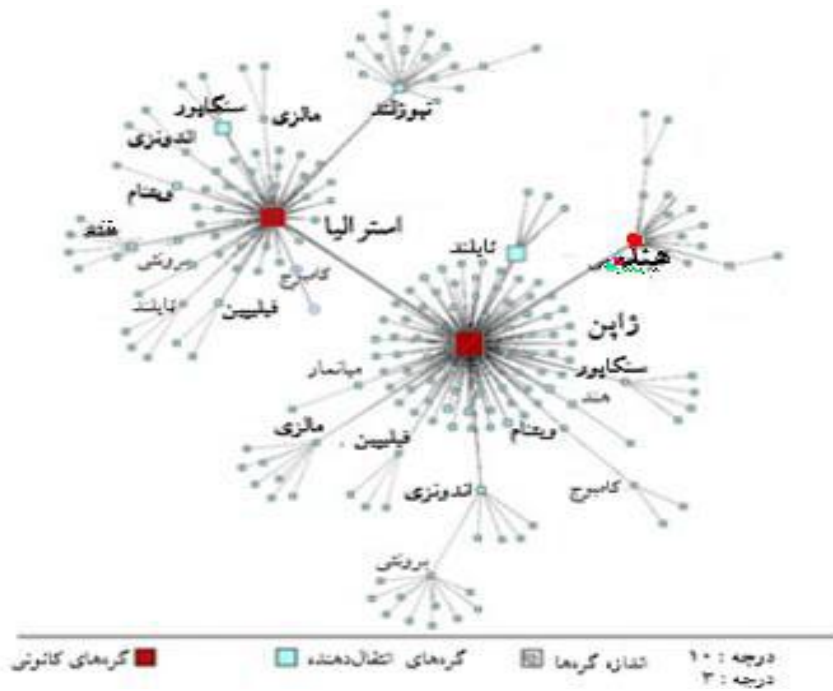 نیوزلند
سنگاپور
مالزی
اندونزی
ویتنام
استرالیا
هند
برونئی
کامبوج
تایلند
فیلیپین
تایلند
ژاپن
سنگاپور
میانمار
هند
مالزی
فیلیپین
ویتنام
اندونزی
کامبوج
برونئی
درجه : ۱۰
اندازه گره‌ها
گره‌های انتقال‌دهنده
گره‌های کانونی
درجه : ۳